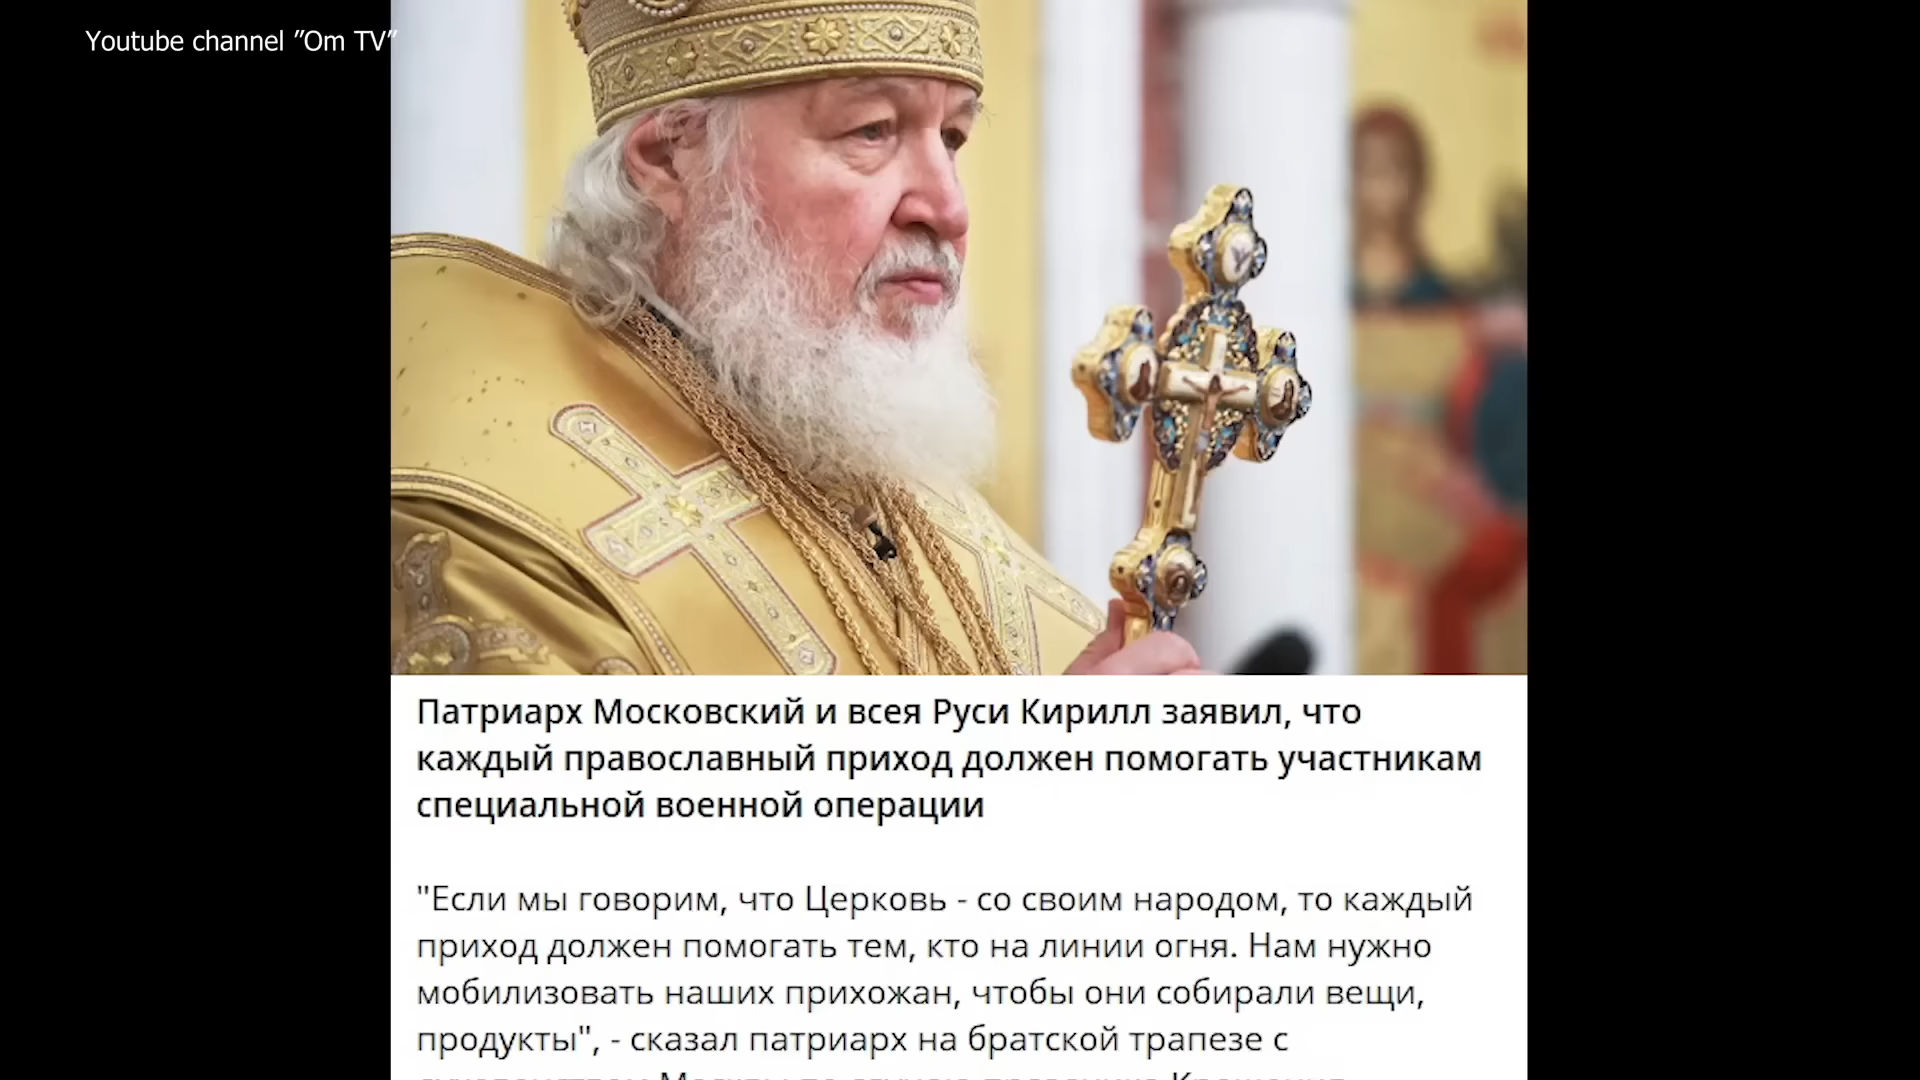 Youtube channel ”Om TV”
Патриарх Московский и всея Руси Кирилл заявил, что
каждый православный приход должен помогать участникам
специальной военной операции
"Если мы говорим, что Церковь - со своим народом, то каждый
приход должен помогать тем, кто на линии огня. Нам нужно
мобилизовать наших прихожан, чтобы они собирали вещи,
продукты", - сказал патриарх на братской трапезе с